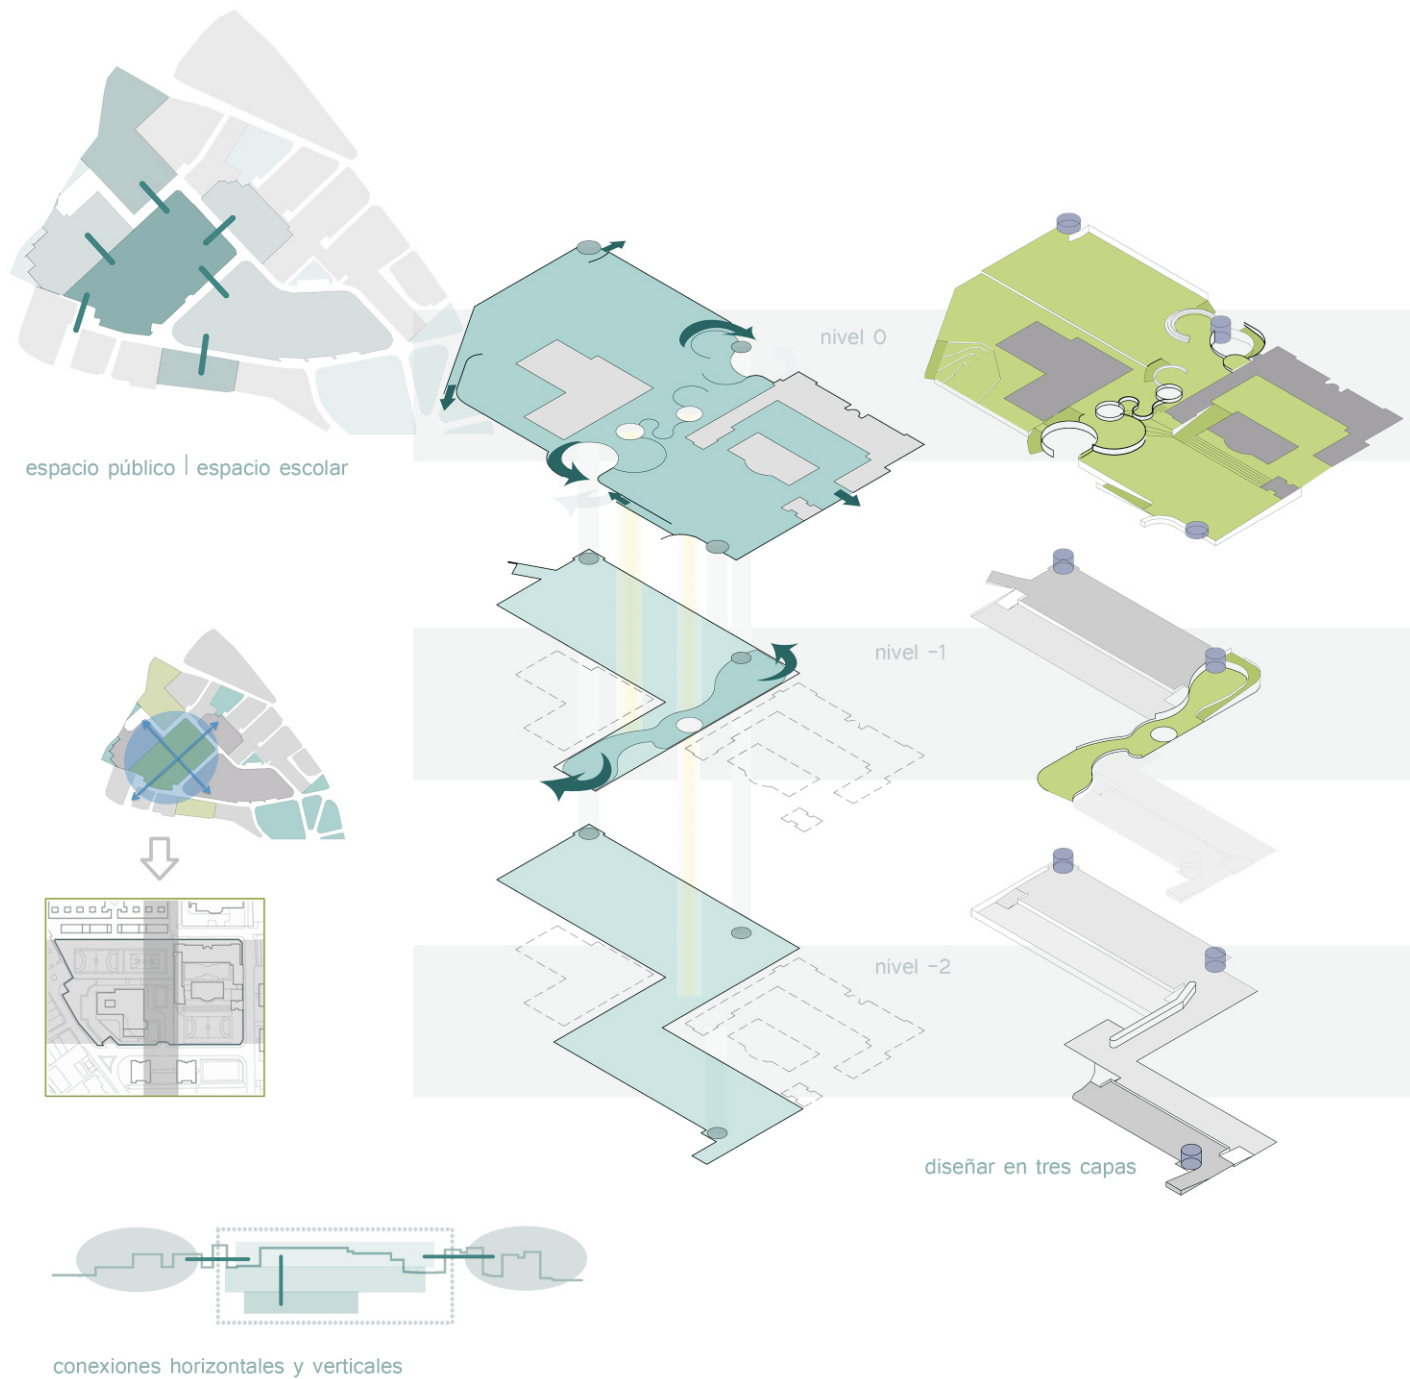 nivel 0
espacio público | espacio escolar
nivel -1
nivel -2
diseñar en tres capas
conexiones horizontales y verticales